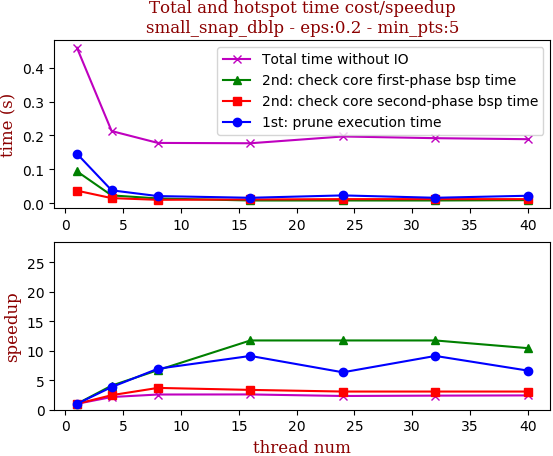 Total and hotspot time cost/speedup
small_snap_dblp - eps:0.2 - min_pts:5
time (s)
0.4
0.3
0.2
0.1
0.0
Total time without IO
2nd: check core first-phase bsp time
2nd: check core second-phase bsp time
1st: prune execution time
0 5 10 15 20 25 30 35 40
speedup
25
20
15
10
5
0
0 5 10 15 20 25 30 35 40
thread num